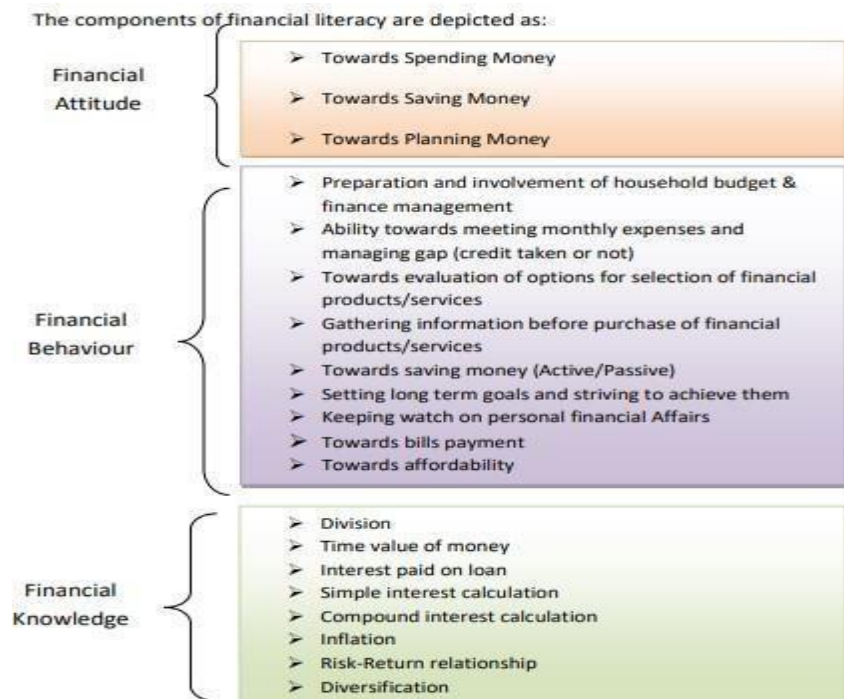 The components of financial literacy are depicted as:
Financial
Attitude
➢ Towards Spending Money
➢ Towards Saving Money
➢ Towards Planning Money
Financial
Behaviour
➢ Preparation and involvement of household budget &
finance management
➢ Ability towards meeting monthly expenses and
managing gap (credit taken or not)
➢ Towards evaluation of options for selection of financial
products/services
➢ Gathering information before purchase of financial
products/services
➢ Towards saving money (Active/Passive)
➢ Setting long term goals and striving to achieve them
➢ Keeping watch on personal financial Affairs
➢ Towards bills payment
➢ Towards affordability
Financial
Knowledge
➢ Division
➢ Time value of money
➢ Interest paid on loan
➢ Simple interest calculation
➢ Compound interest calculation
➢ Inflation
➢ Risk-Return relationship
➢ Diversification